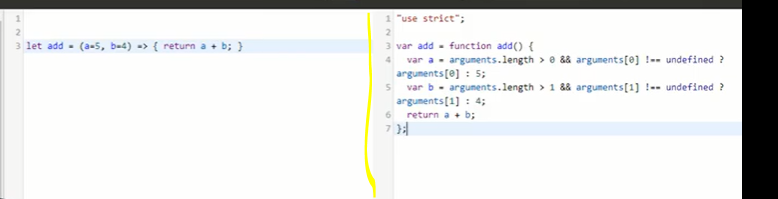 1
2
3 let add = (a=5, b=4) => { return a + b; }
1 "use strict";
2
3 var add = function add() {
4 var a = arguments.length > 0 && arguments[0] !== undefined ?
arguments[0] : 5;
5 var b = arguments.length > 1 && arguments[1] !== undefined ?
arguments[1] : 4;
6 return a + b;
7 };